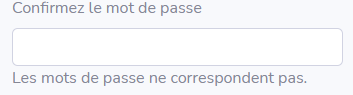 Confirmez le mot de passe
Les mots de passe ne correspondent pas.